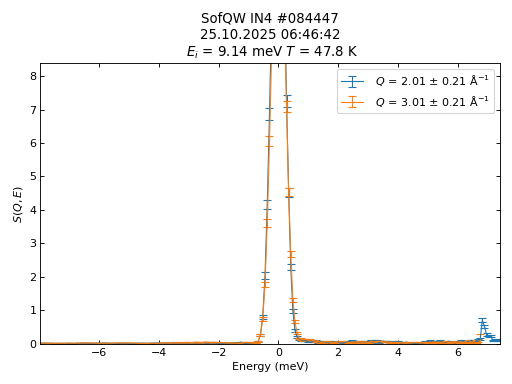 SofQW IN4 #084447
25.10.2025 06:46:42
E_i = 9.14 meV T = 47.8 K
Q = 2.01 ± 0.21 Å⁻¹
Q = 3.01 ± 0.21 Å⁻¹
S(Q, E)
8
7
6
5
4
3
2
1
0
−6 −4 −2 0 2 4 6
Energy (meV)